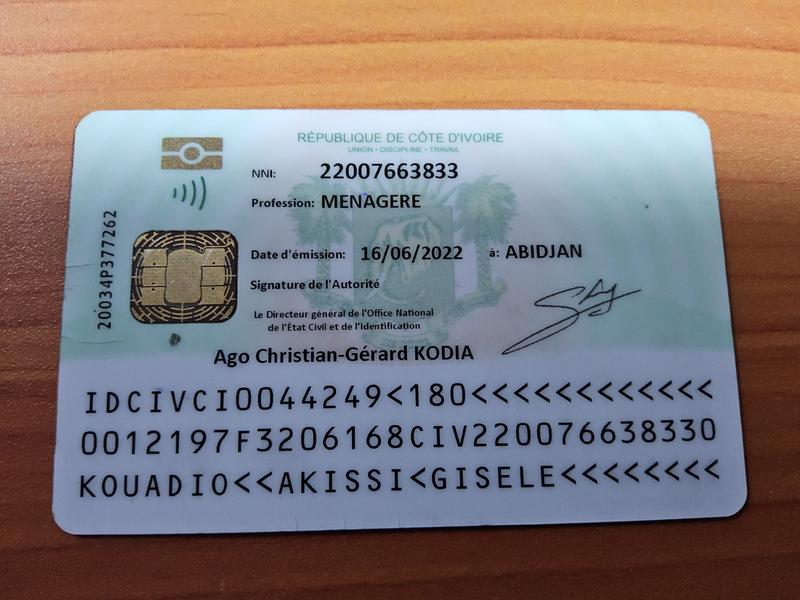 RÉPUBLIQUE DE CÔTE D'IVOIRE
UNION • DISCIPLINE • TRAVAIL
NNI: 22007663833
Profession: MENAGERE
20034P377262
Date d'émission: 16/06/2022 à: ABIDJAN
Signature de l'Autorité
Le Directeur général de l'Office National
de l'État Civil et de l'Identification
Ago Christian-Gérard KODIA
IDCIVCI0044249<180<<<<<<<<<<<<
0012197F3206168CIV220076638330
KOUADIO<<AKISSI<GISELE<<<<<<<<